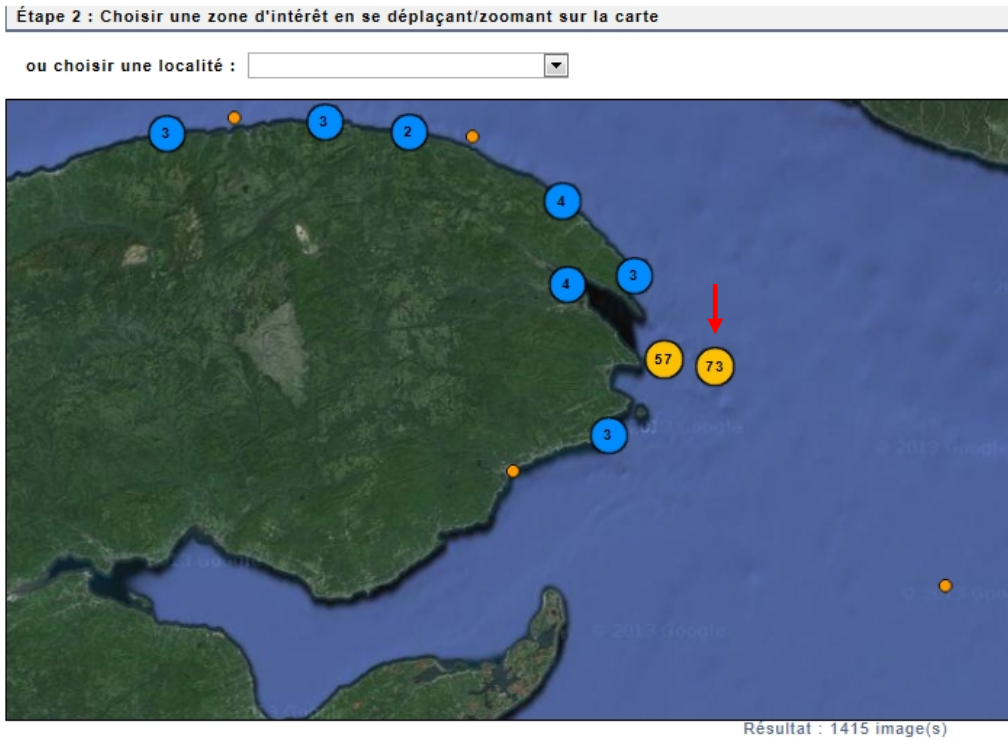 Étape 2 : Choisir une zone d'intérêt en se déplaçant/zoomant sur la carte
ou choisir une localité :
3
3
2
4
3
4
57
73
3
Google
© 2013 Google
© 2013 Google
Résultat : 1415 image(s)